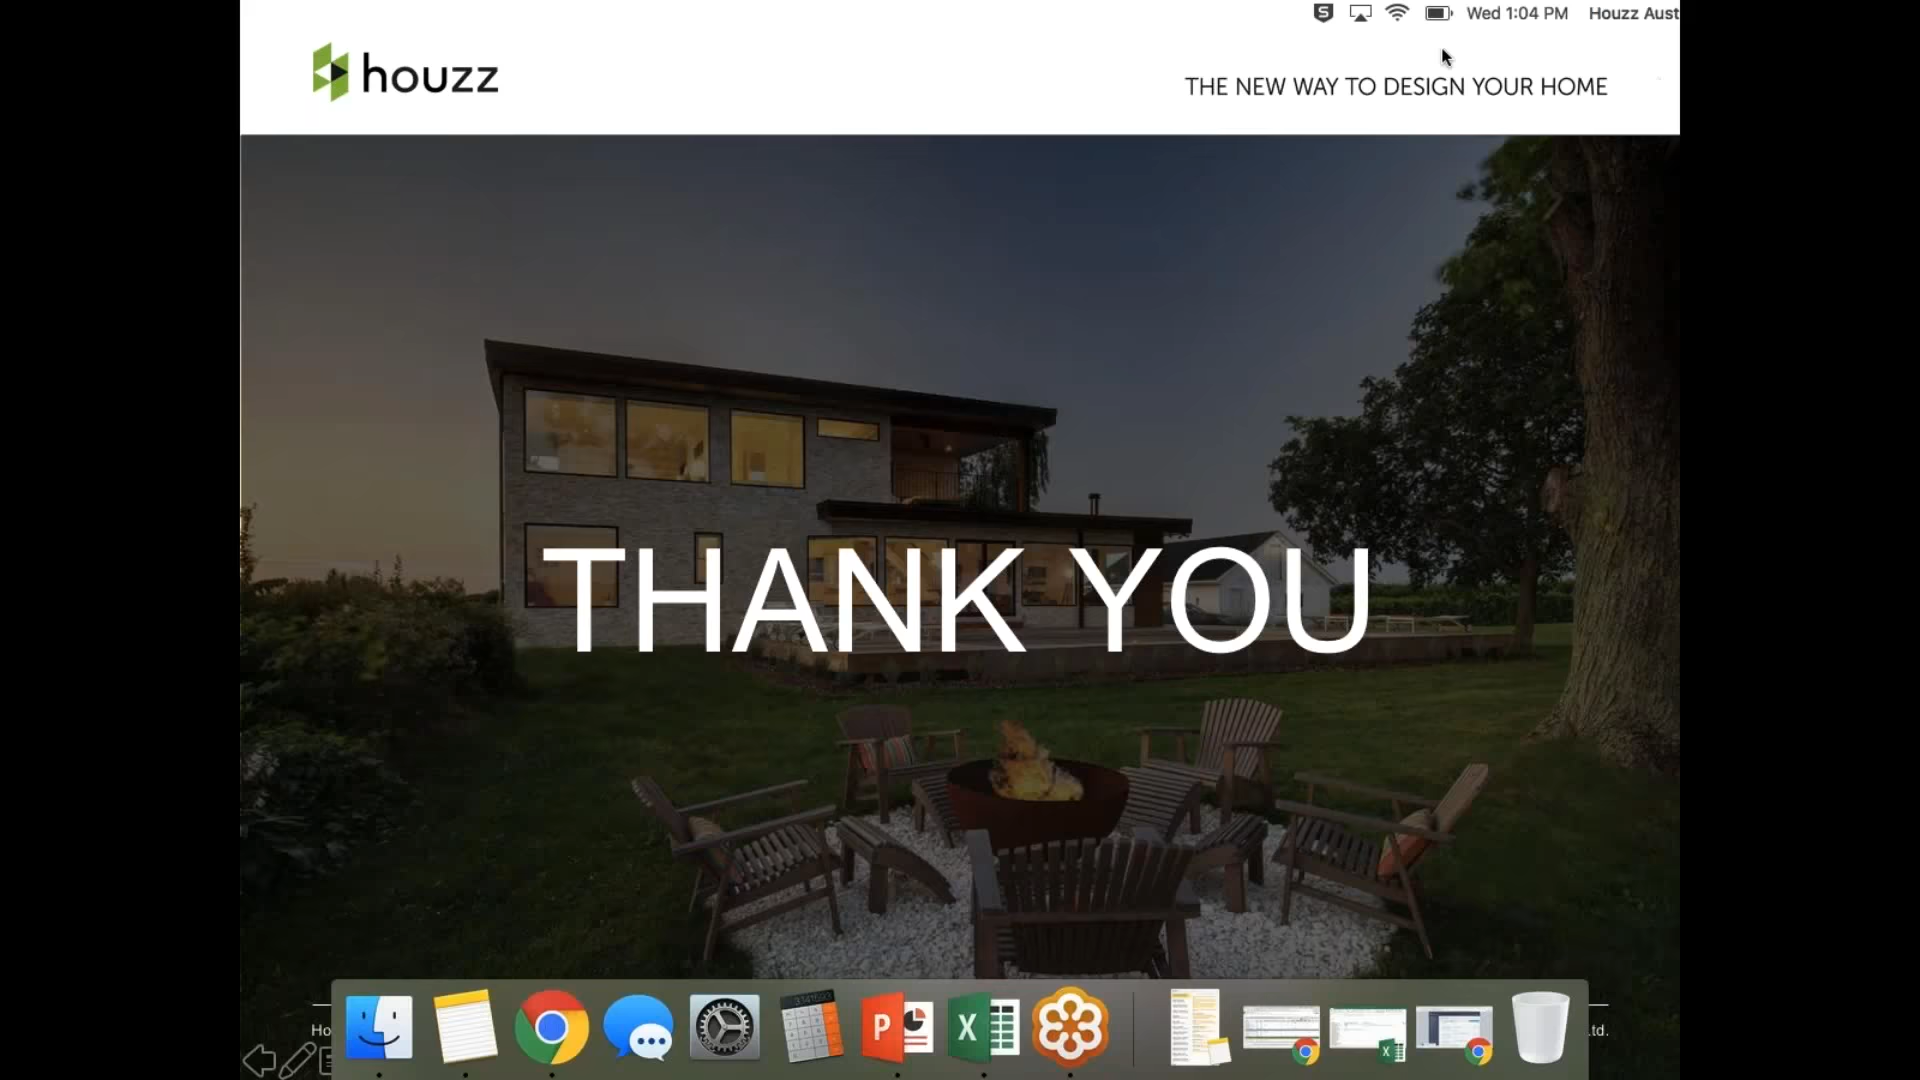 Wed 1:04 PM Houzz Aust
houzz
THE NEW WAY TO DESIGN YOUR HOME
THANK YOU
Ho
td.